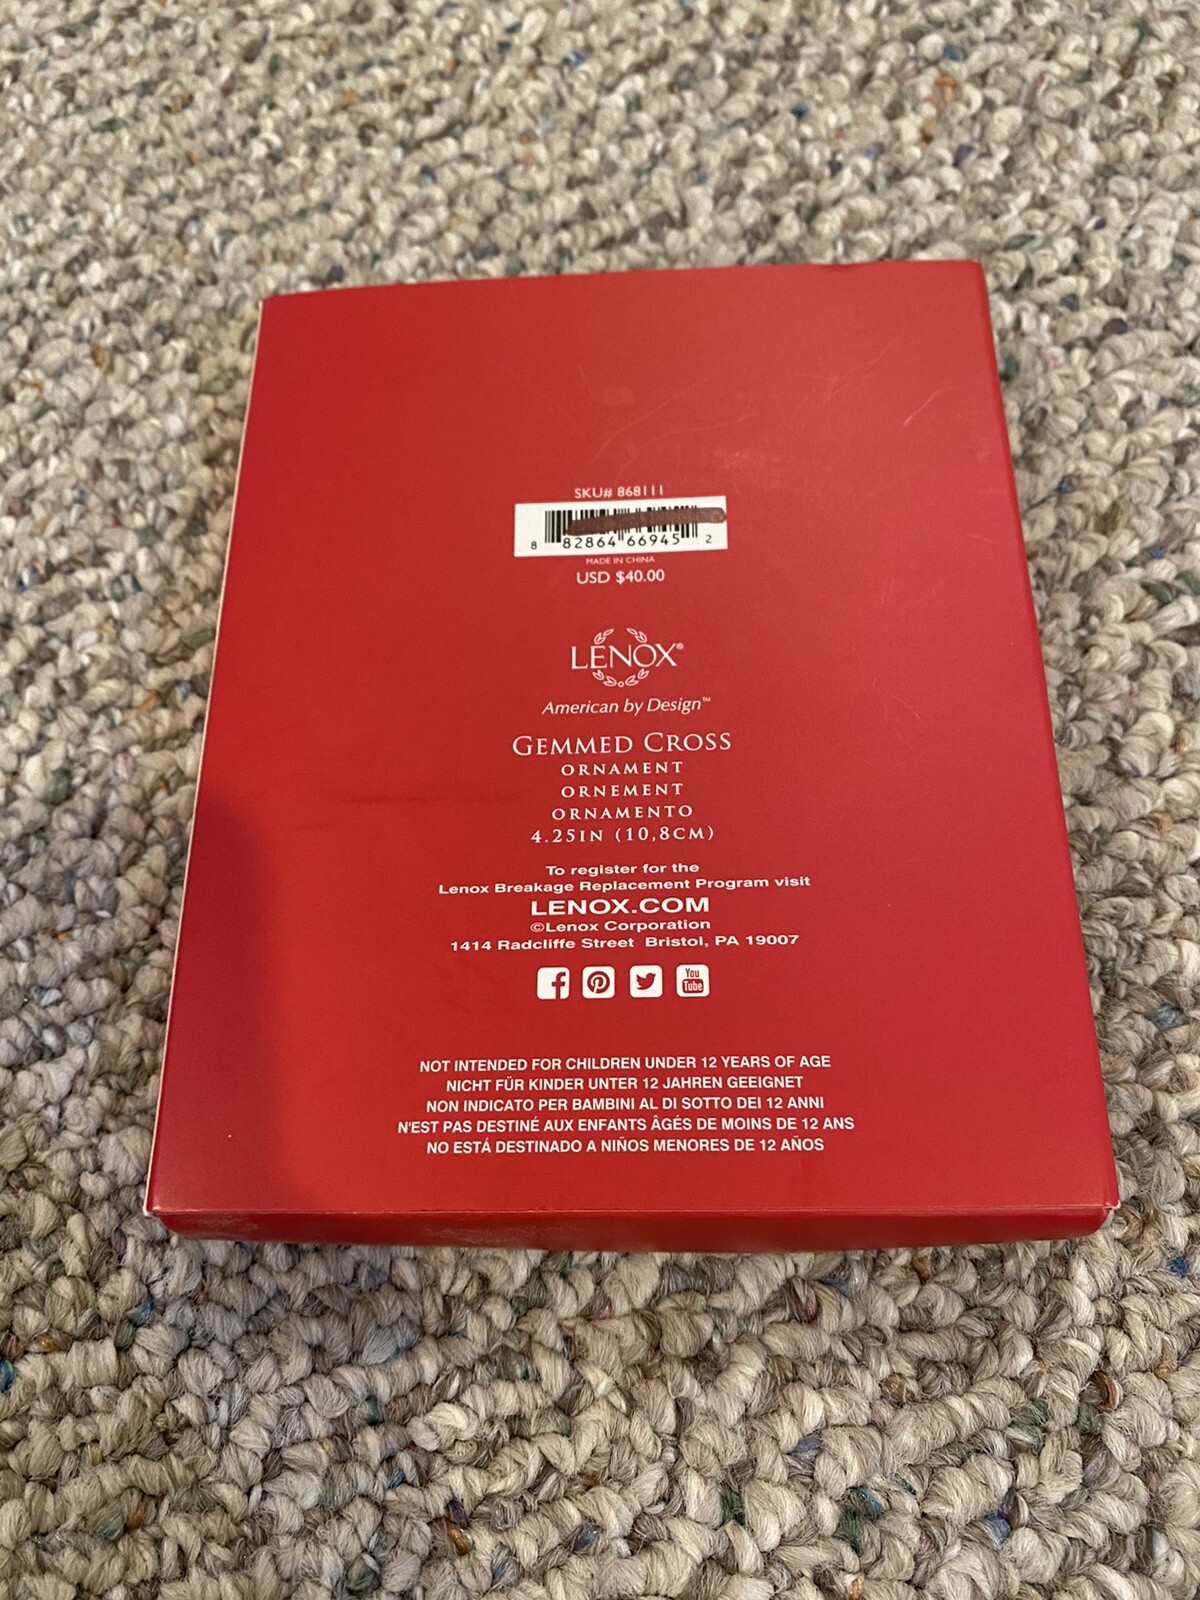 SKU# 868111
8 82864 66945 2
MADE IN CHINA
USD $40.00
LENOX®
American by Design™
GEMMED CROSS
ORNAMENT
ORNEMENT
ORNAMENTO
4.25IN (10,8CM)
To register for the
Lenox Breakage Replacement Program visit
LENOX.COM
©Lenox Corporation
1414 Radcliffe Street Bristol, PA 19007
You
Tube
NOT INTENDED FOR CHILDREN UNDER 12 YEARS OF AGE
NICHT FÜR KINDER UNTER 12 JAHREN GEEIGNET
NON INDICATO PER BAMBINI AL DI SOTTO DEI 12 ANNI
N'EST PAS DESTINÉ AUX ENFANTS ÂGÉS DE MOINS DE 12 ANS
NO ESTÁ DESTINADO A NIÑOS MENORES DE 12 AÑOS